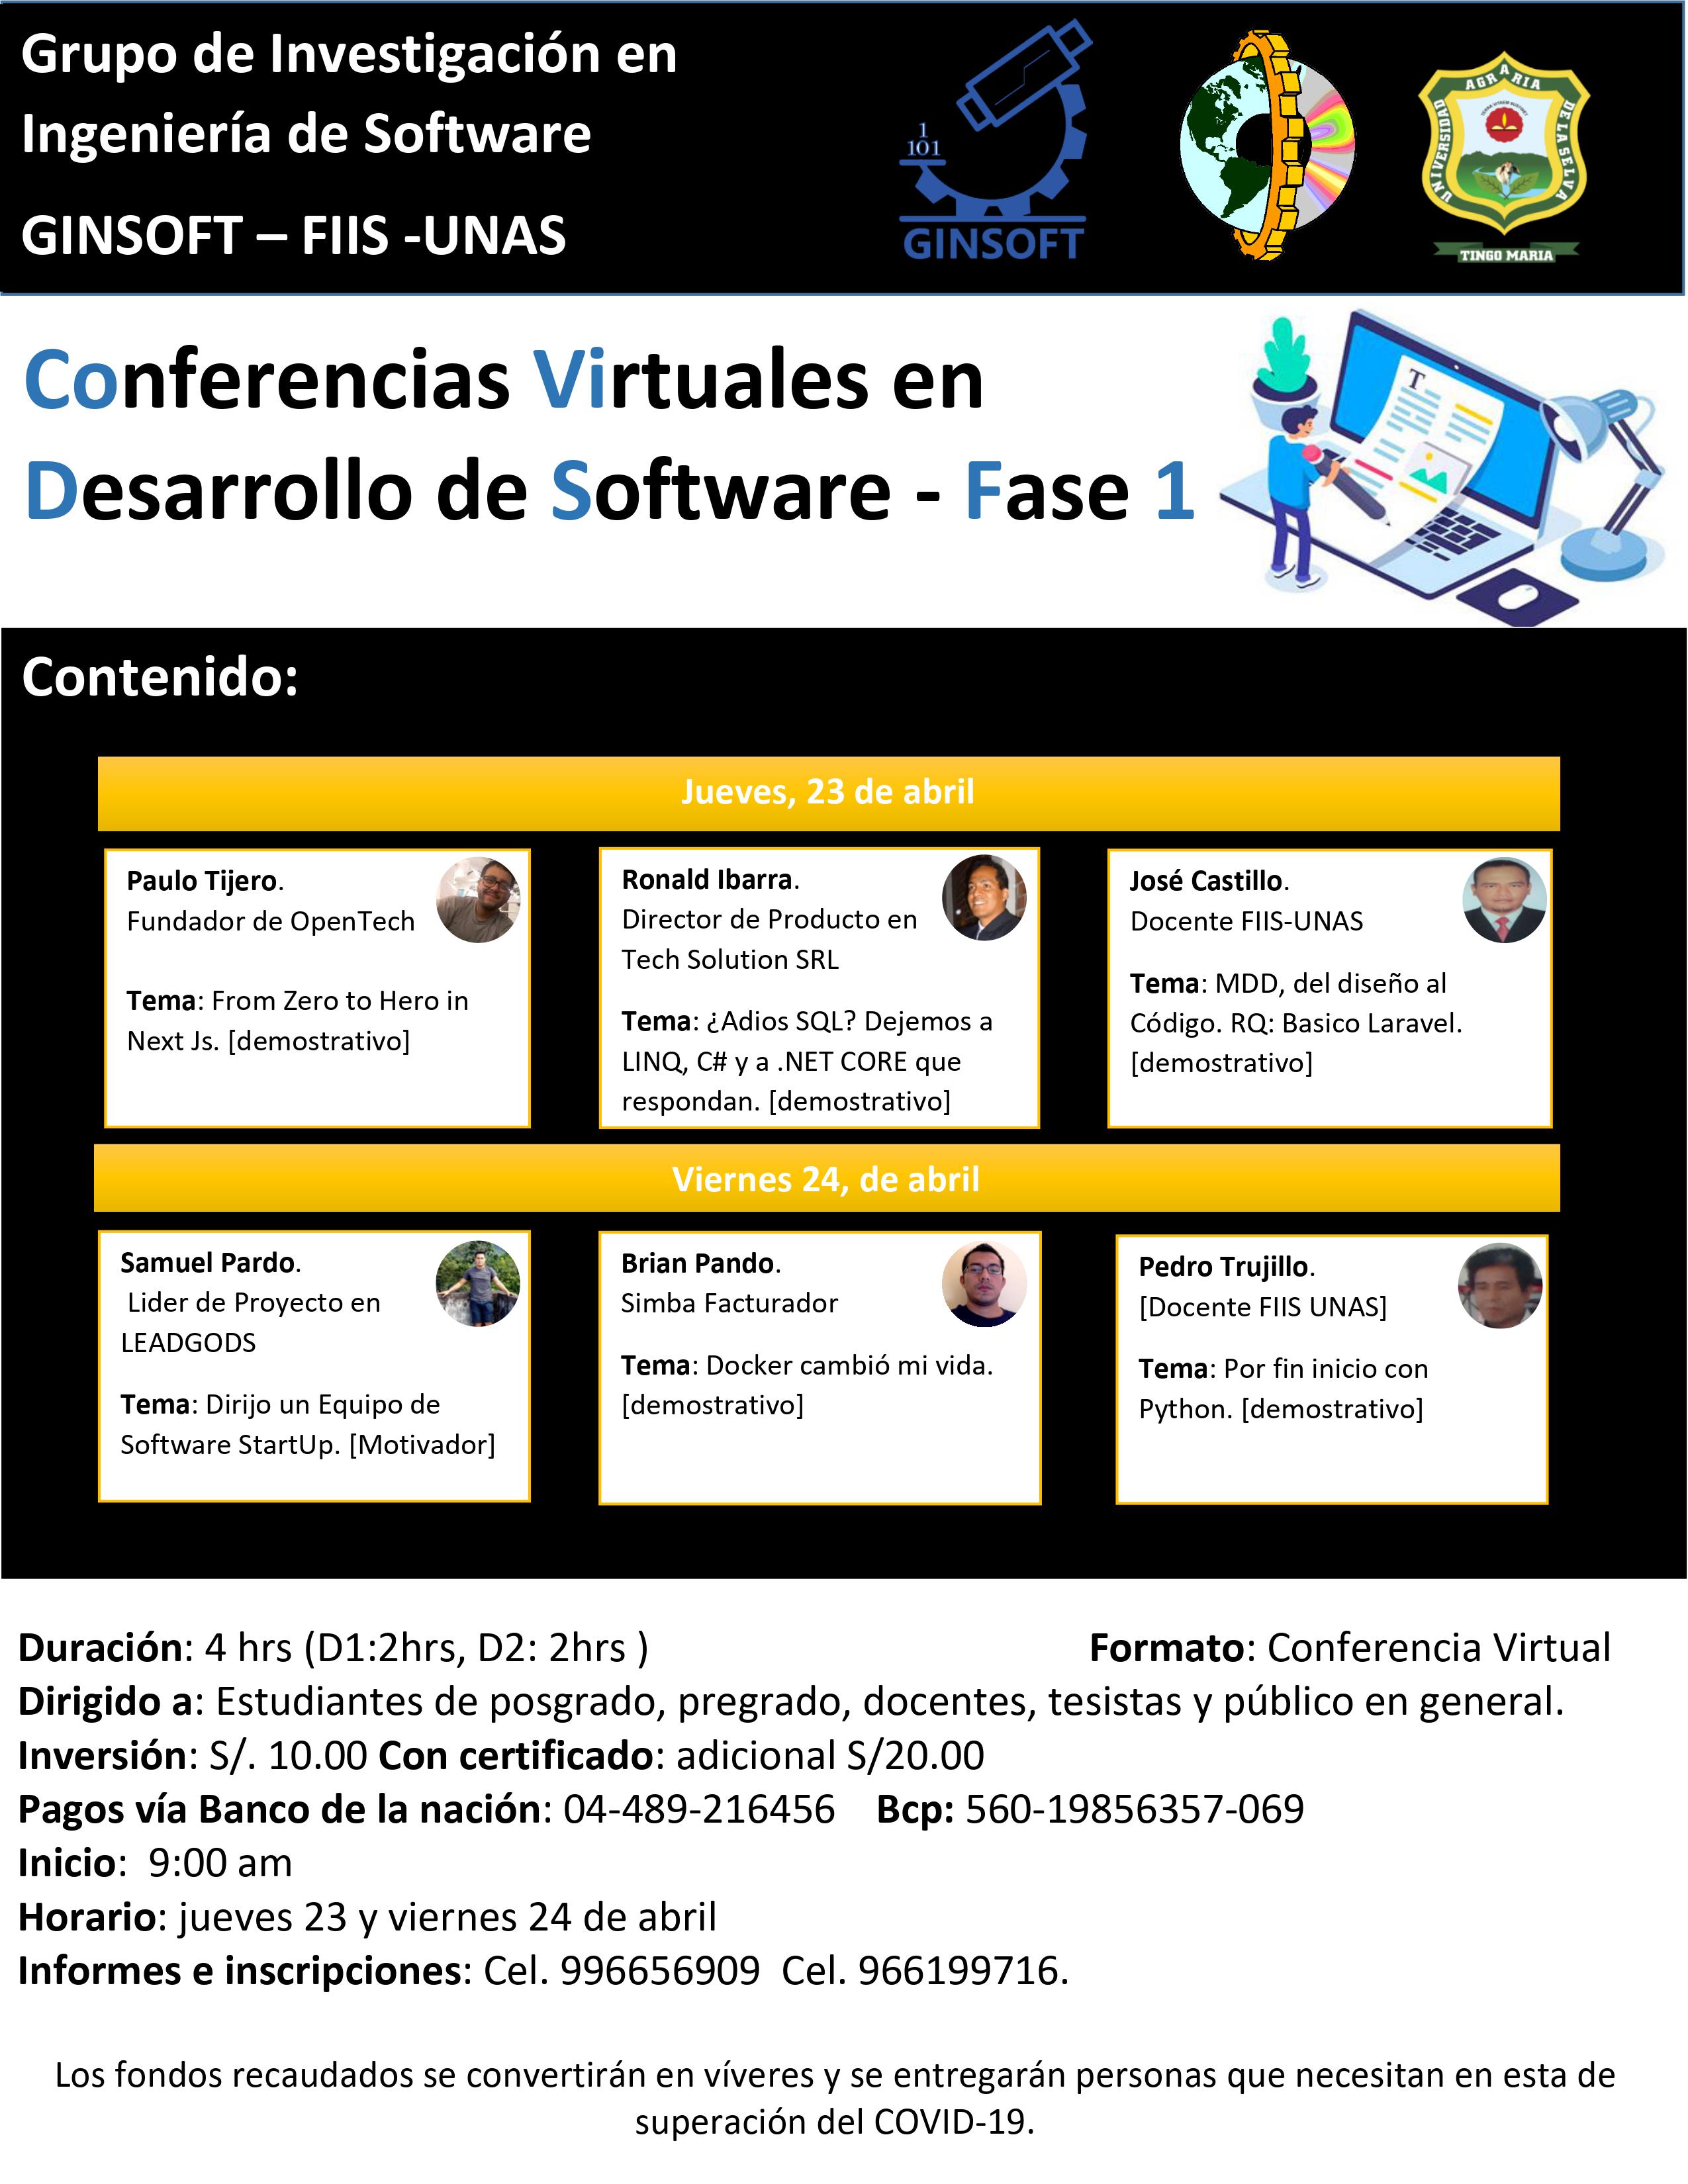 Grupo de Investigación en
Ingeniería de Software
GINSOFT – FIIS -UNAS
1
101
GINSOFT
UNIVERSIDAD AGRARIA DE LA SELVA
TINGO MARIA
Conferencias Virtuales en
Desarrollo de Software - Fase 1
T
Contenido:
Jueves, 23 de abril
Paulo Tijero.
Fundador de OpenTech
Tema: From Zero to Hero in
Next Js. [demostrativo]
Ronald Ibarra.
Director de Producto en
Tech Solution SRL
Tema: ¿Adios SQL? Dejemos a
LINQ, C# y a .NET CORE que
respondan. [demostrativo]
José Castillo.
Docente FIIS-UNAS
Tema: MDD, del diseño al
Código. RQ: Basico Laravel.
[demostrativo]
Viernes 24, de abril
Samuel Pardo.
Lider de Proyecto en
LEADGODS
Tema: Dirijo un Equipo de
Software StartUp. [Motivador]
Brian Pando.
Simba Facturador
Tema: Docker cambió mi vida.
[demostrativo]
Pedro Trujillo.
[Docente FIIS UNAS]
Tema: Por fin inicio con
Python. [demostrativo]
Duración: 4 hrs (D1:2hrs, D2: 2hrs ) Formato: Conferencia Virtual
Dirigido a: Estudiantes de posgrado, pregrado, docentes, tesistas y público en general.
Inversión: S/. 10.00 Con certificado: adicional S/20.00
Pagos vía Banco de la nación: 04-489-216456 Bcp: 560-19856357-069
Inicio: 9:00 am
Horario: jueves 23 y viernes 24 de abril
Informes e inscripciones: Cel. 996656909 Cel. 966199716.
Los fondos recaudados se convertirán en víveres y se entregarán personas que necesitan en esta de
superación del COVID-19.